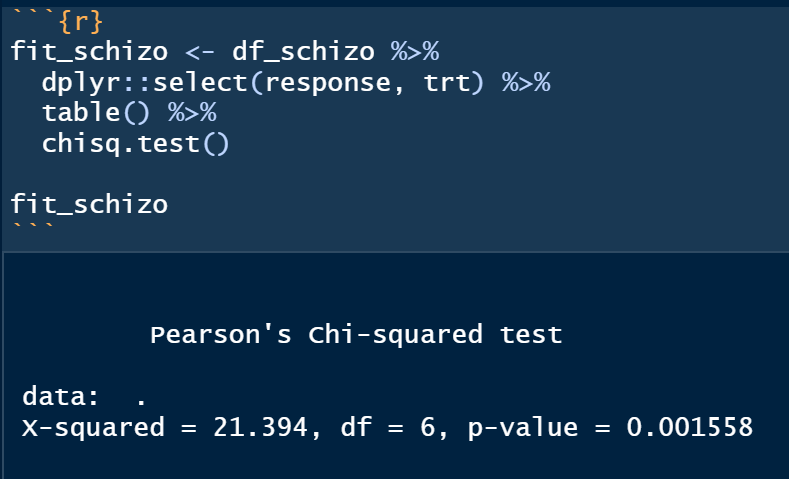 ```{r}
fit_schizo <- df_schizo %>%
  dplyr::select(response, trt) %>%
  table() %>%
  chisq.test()

fit_schizo
```

Pearson's Chi-squared test

data:  .
X-squared = 21.394, df = 6, p-value = 0.001558